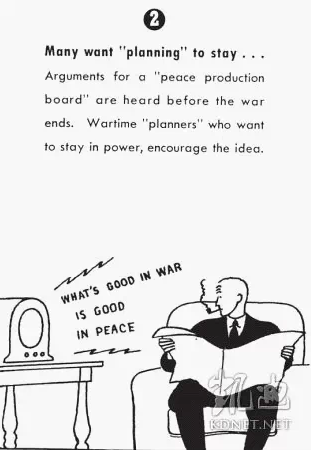 2
Many want "planning" to stay . . .
Arguments for a "peace production
board" are heard before the war
ends. Wartime "planners" who want
to stay in power, encourage the idea.
WHAT'S GOOD IN WAR
IS GOOD
IN PEACE
凯迪
KDNET.NET